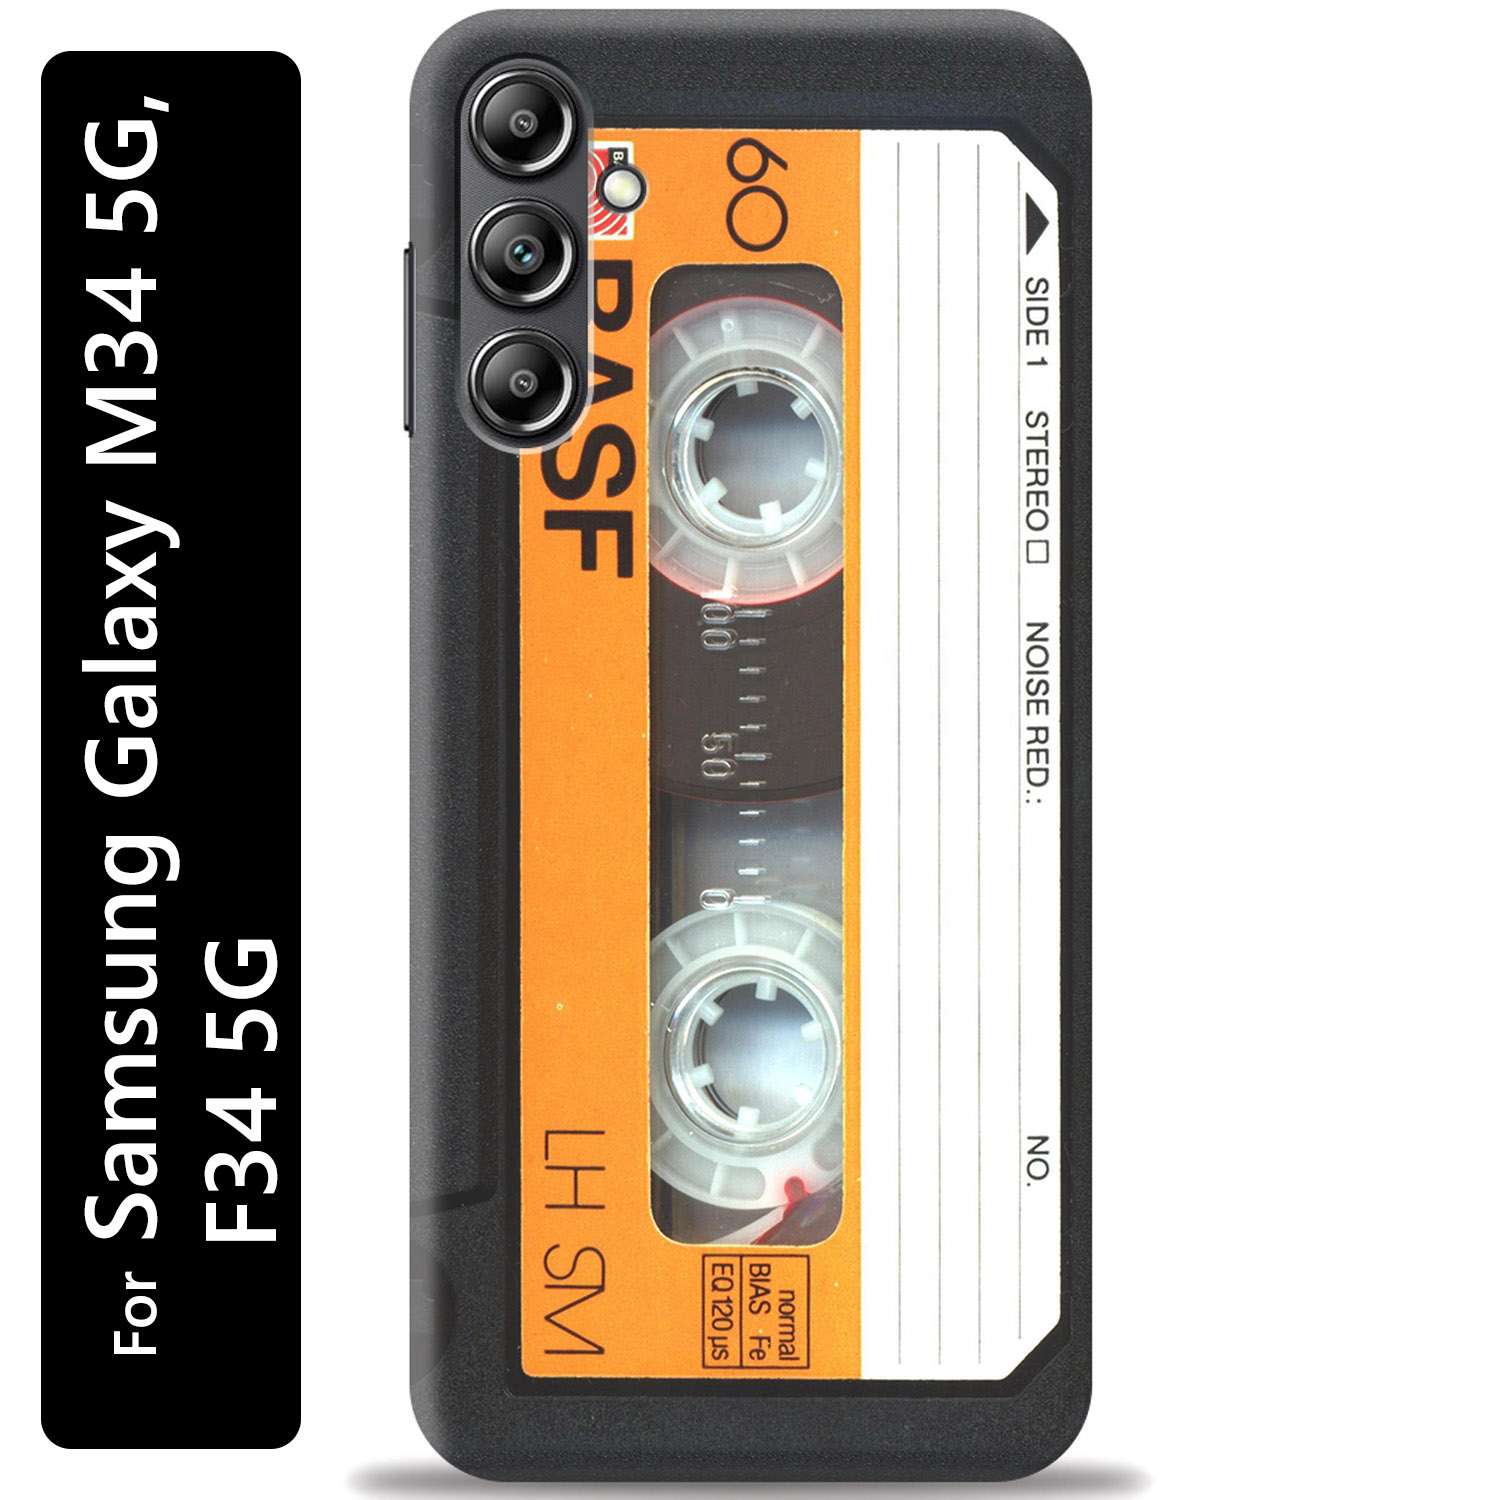 For Samsung Galaxy M34 5G,
F34 5G
SIDE 1 STEREO □ NOISE RED.: NO.
60
BASF
100
50
0
LH SM
normal
BIAS Fe
EQ 120 µs